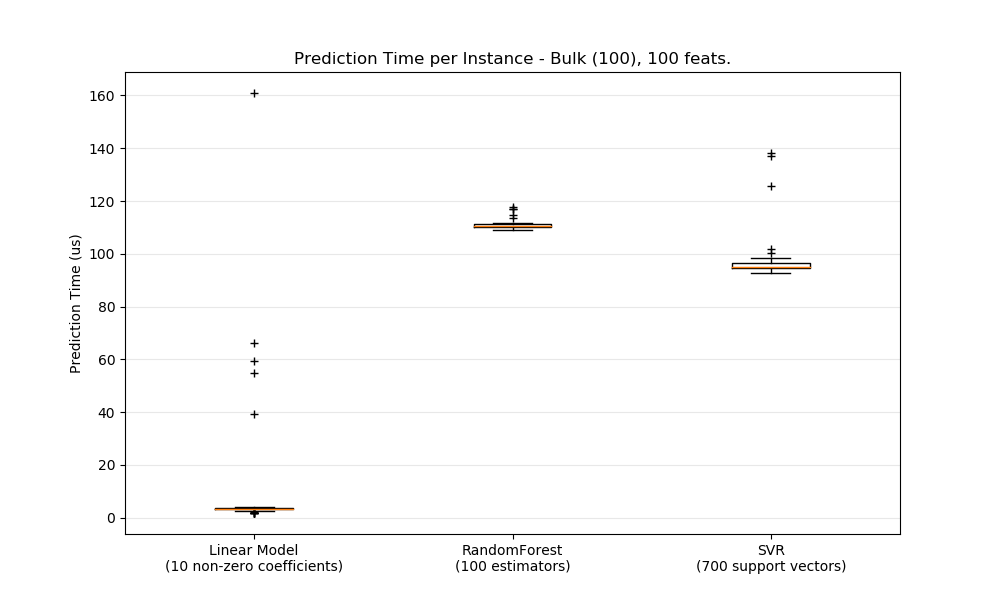 Prediction Time per Instance - Bulk (100), 100 feats.
Prediction Time (us)
160
140
120
100
80
60
40
20
0
Linear Model
(10 non-zero coefficients)
RandomForest
(100 estimators)
SVR
(700 support vectors)